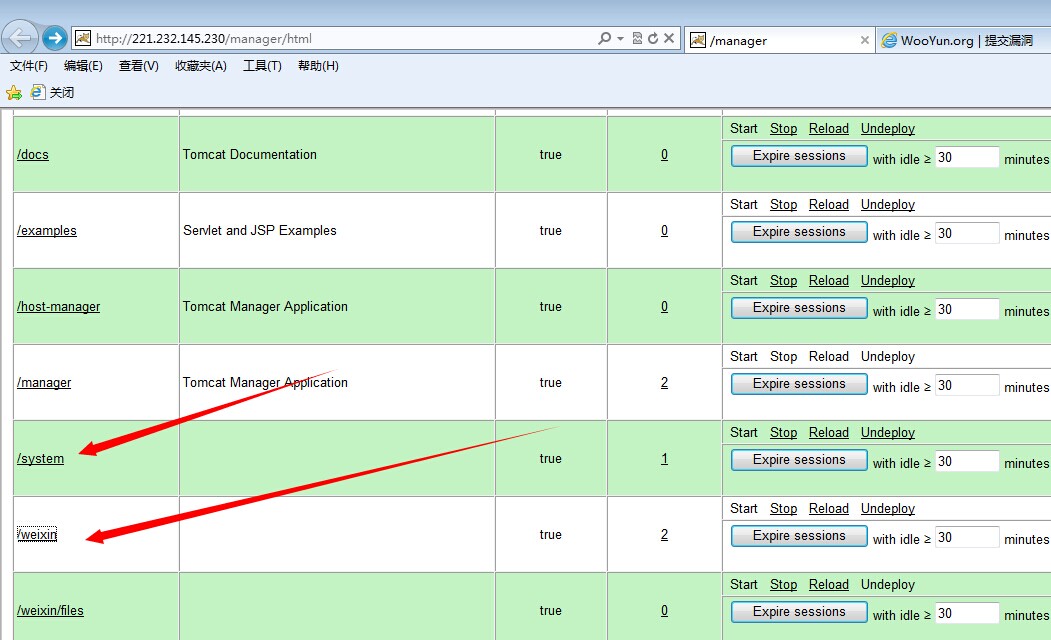 http://221.232.145.230/manager/html
/manager
WooYun.org | 提交漏洞
文件(F) 编辑(E) 查看(V) 收藏夹(A) 工具(T) 帮助(H)
关闭
Start Stop Reload Undeploy
/docs Tomcat Documentation true 0 Expire sessions with idle ≥ 30 minutes
Start Stop Reload Undeploy
/examples Servlet and JSP Examples true 0 Expire sessions with idle ≥ 30 minutes
Start Stop Reload Undeploy
/host-manager Tomcat Manager Application true 0 Expire sessions with idle ≥ 30 minutes
Start Stop Reload Undeploy
/manager Tomcat Manager Application true 2 Expire sessions with idle ≥ 30 minutes
Start Stop Reload Undeploy
/system true 1 Expire sessions with idle ≥ 30 minutes
Start Stop Reload Undeploy
/weixin true 2 Expire sessions with idle ≥ 30 minutes
Start Stop Reload Undeploy
/weixin/files true 0 Expire sessions with idle ≥ 30 minutes